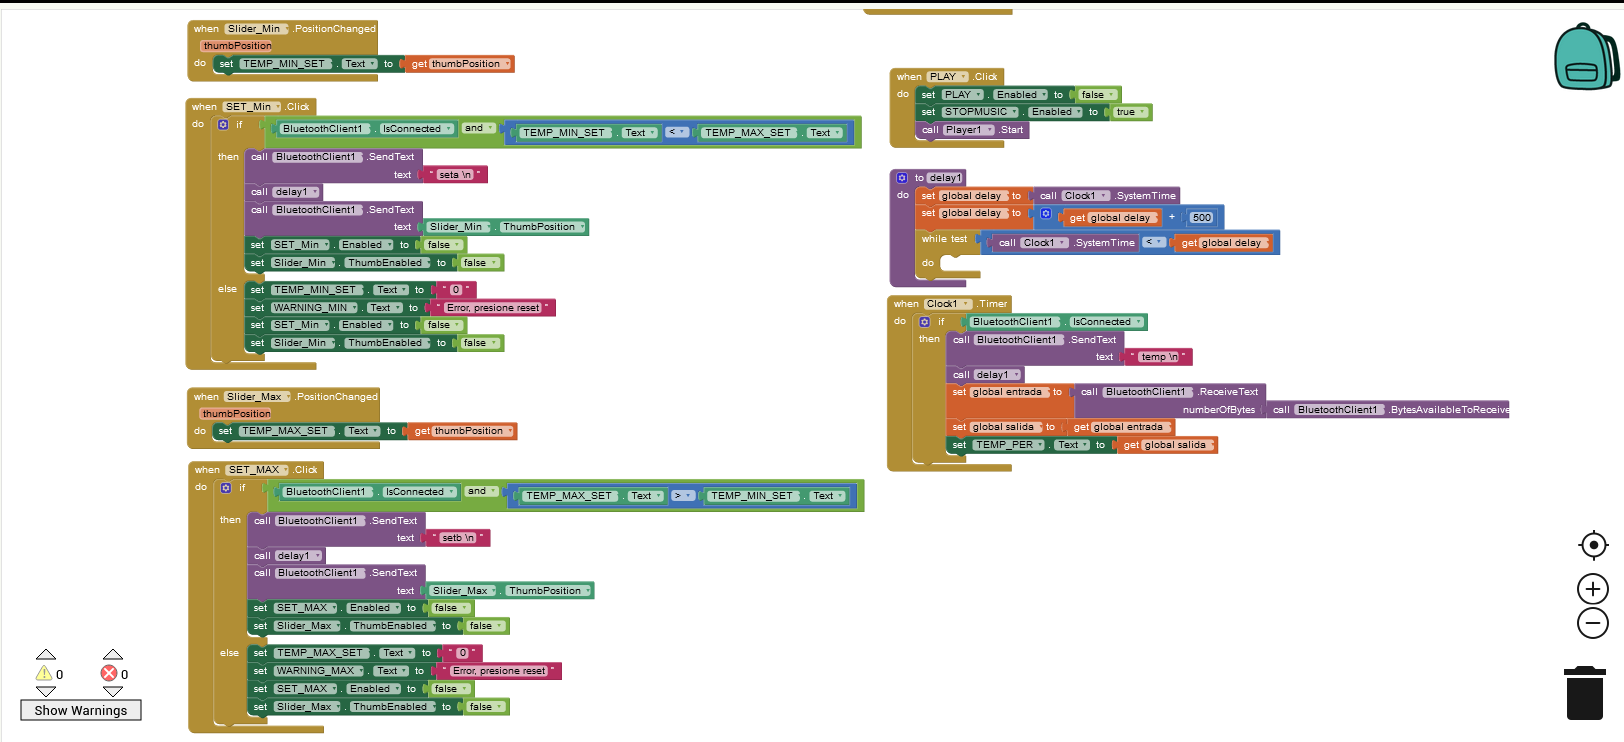 when Slider_Min .PositionChanged
thumbPosition
do set TEMP_MIN_SET . Text to get thumbPosition
when SET_Min .Click
do if BluetoothClient1 . IsConnected and TEMP_MIN_SET . Text < TEMP_MAX_SET . Text
then call BluetoothClient1 .SendText
text " seta \n "
call delay1
call BluetoothClient1 .SendText
text Slider_Min . ThumbPosition
set SET_Min . Enabled to false
set Slider_Min . ThumbEnabled to false
else set TEMP_MIN_SET . Text to " 0 "
set WARNING_MIN . Text to " Error, presione reset "
set SET_Min . Enabled to false
set Slider_Min . ThumbEnabled to false
when Slider_Max .PositionChanged
thumbPosition
do set TEMP_MAX_SET . Text to get thumbPosition
when SET_MAX .Click
do if BluetoothClient1 . IsConnected and TEMP_MAX_SET . Text > TEMP_MIN_SET . Text
then call BluetoothClient1 .SendText
text " setb \n "
call delay1
call BluetoothClient1 .SendText
text Slider_Max . ThumbPosition
set SET_MAX . Enabled to false
set Slider_Max . ThumbEnabled to false
else set TEMP_MAX_SET . Text to " 0 "
set WARNING_MAX . Text to " Error, presione reset "
set SET_MAX . Enabled to false
set Slider_Max . ThumbEnabled to false
when PLAY .Click
do set PLAY . Enabled to false
set STOPMUSIC . Enabled to true
call Player1 .Start
to delay1
do set global delay to call Clock1 .SystemTime
set global delay to get global delay + 500
while test call Clock1 .SystemTime < get global delay
do
when Clock1 .Timer
do if BluetoothClient1 . IsConnected
then call BluetoothClient1 .SendText
text " temp \n "
call delay1
set global entrada to call BluetoothClient1 .ReceiveText
numberOfBytes call BluetoothClient1 .BytesAvailableToReceive
set global salida to get global entrada
set TEMP_PER . Text to get global salida
0 0
Show Warnings